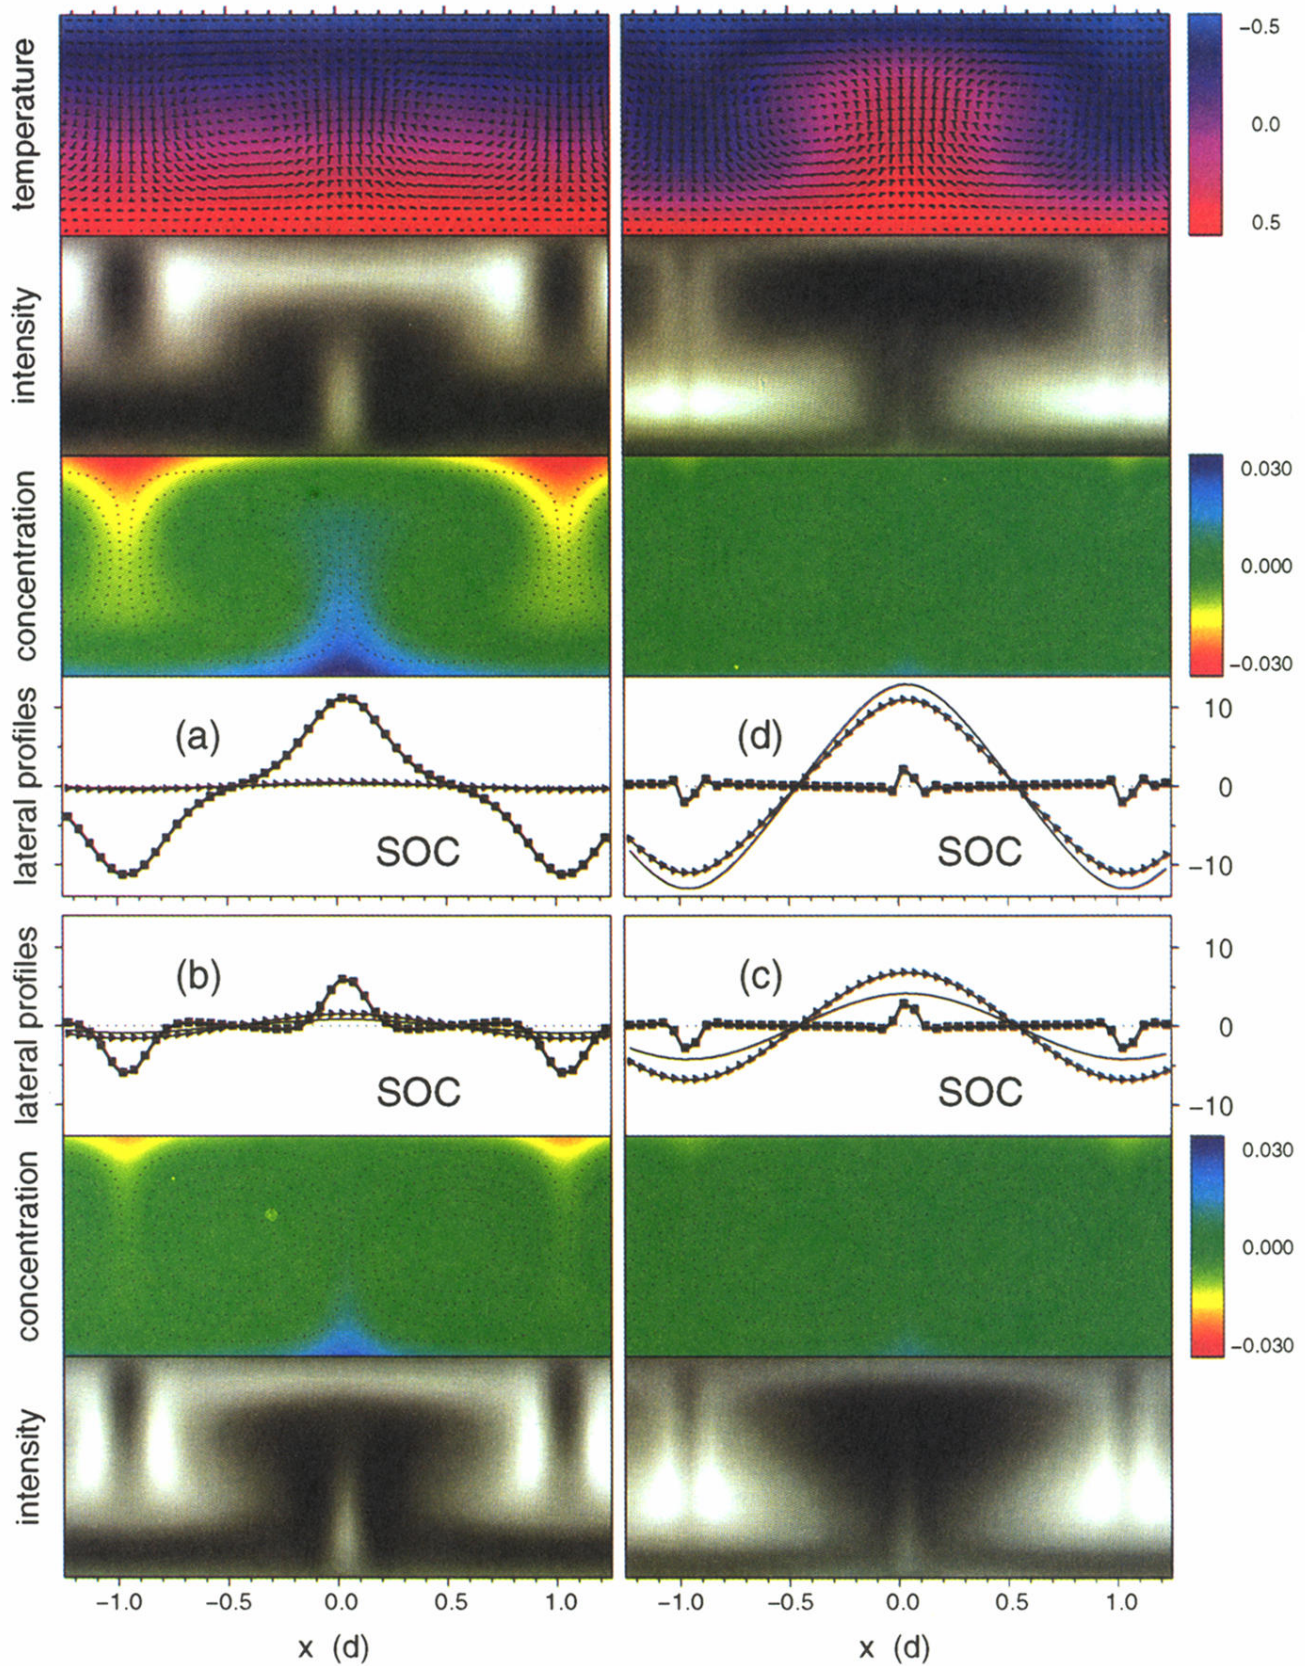 temperature
-0.5
0.0
0.5
intensity
concentration
0.030
0.000
-0.030
lateral profiles
(a)
SOC
(d)
SOC
10
0
-10
lateral profiles
(b)
SOC
(c)
SOC
10
0
-10
concentration
0.030
0.000
-0.030
intensity
-1.0 -0.5 0.0 0.5 1.0
-1.0 -0.5 0.0 0.5 1.0
x (d)
x (d)